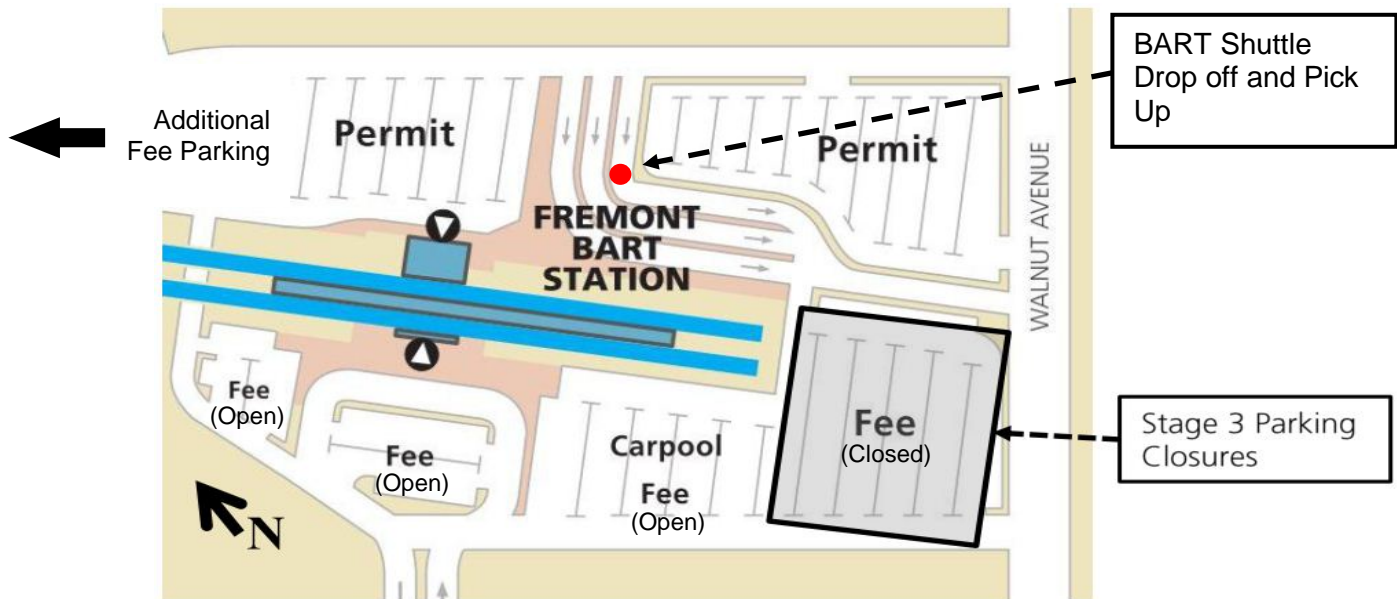 BART Shuttle
Drop off and Pick
Up
Additional
Fee Parking
Permit
Permit
WALNUT AVENUE
FREMONT
BART
STATION
Fee
(Open)
Fee
(Open)
Carpool
Fee
(Open)
Fee
(Closed)
Stage 3 Parking
Closures
N